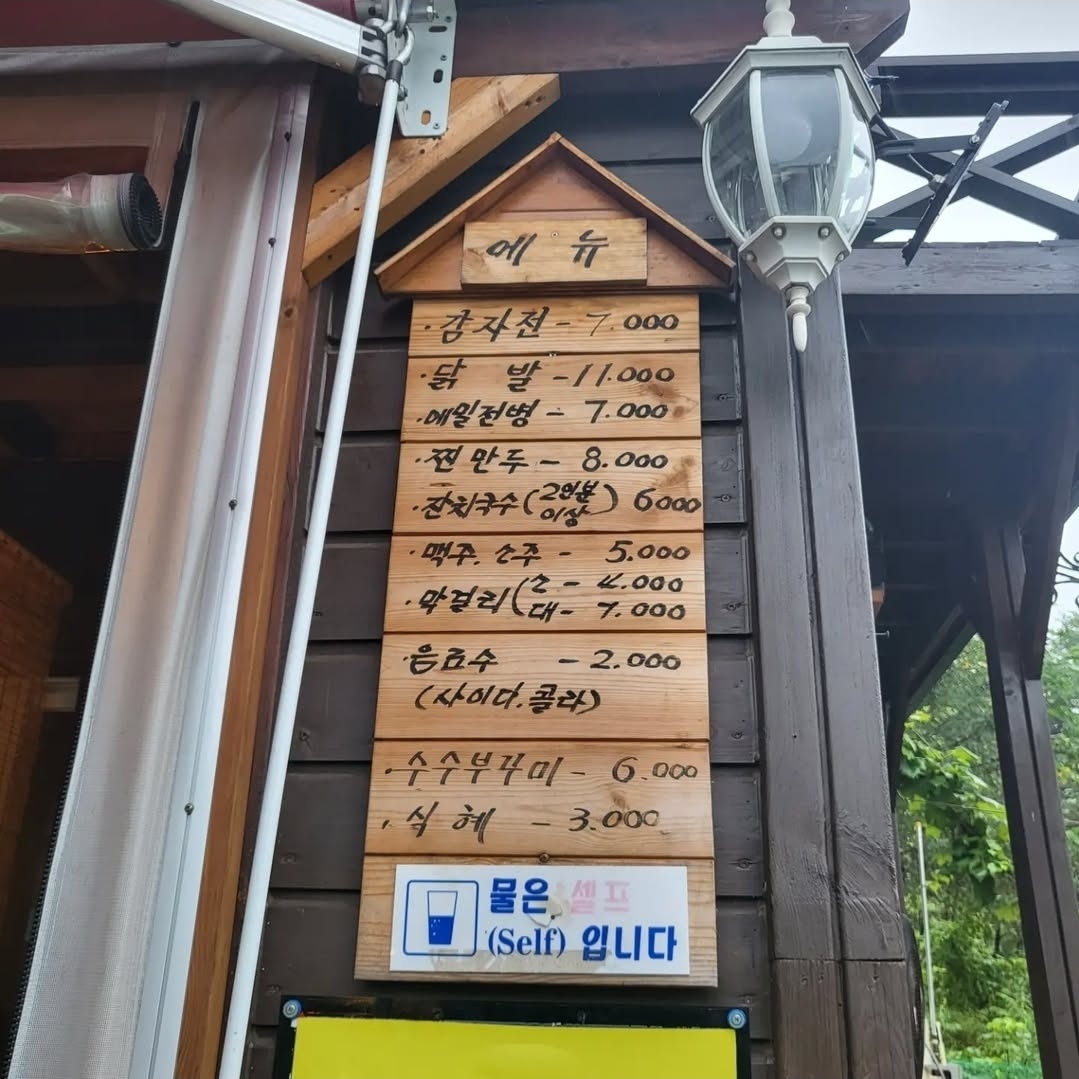 메뉴
·감자전 - 7.000
·닭 발 - 11.000
·메밀전병 - 7.000
·찐만두 - 8.000
·잔치국수 (2인분 이상) 6000
·맥주. 소주 - 5.000
·막걸리 ( 소 - 4.000
대 - 7.000
·음료수 - 2.000
(사이다. 콜라)
·수수부꾸미 - 6.000
·식혜 - 3.000
물은 셀프
(Self) 입니다